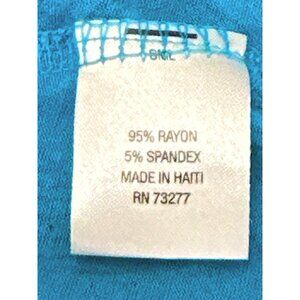 95% RAYON
5% SPANDEX
MADE IN HAITI
RN 73277